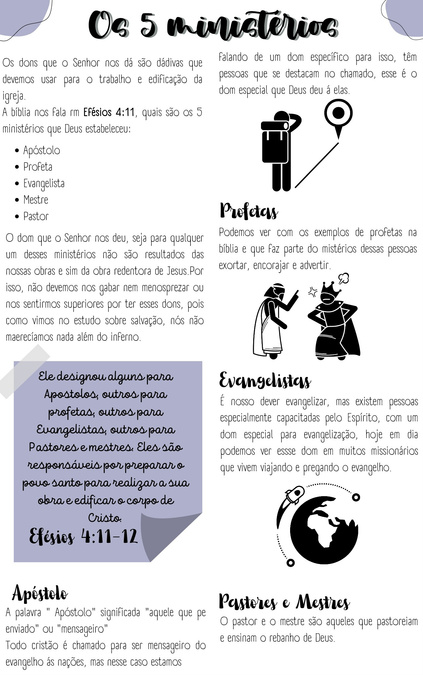 Os 5 ministérios
Os dons que o Senhor nos dá são dádivas que
devemos usar para o trabalho e edificação da
igreja.
A bíblia nos fala rm Efésios 4:11, quais são os 5
ministérios que Deus estabeleceu:
• Apóstolo
• Profeta
• Evangelista
• Mestre
• Pastor
O dom que o Senhor nos deu, seja para qualquer
um desses ministérios não são resultados das
nossas obras e sim da obra redentora de Jesus.Por
isso, não devemos nos gabar nem menosprezar ou
nos sentirmos superiores por ter esses dons, pois
como vimos no estudo sobre salvação, nós não
maerecíamos nada além do inferno.
Ele designou alguns para
Apostolos, outros para
profetas, outros para
Evangelistas, outros para
Pastores e mestres. Eles são
responsáveis por preparar o
povo santo para realizar a sua
obra e edificar o corpo de
Cristo.
Efésios 4:11-12
Apóstolo
A palavra " Apóstolo" significada "aquele que pe
enviado" ou "mensageiro"
Todo cristão é chamado para ser mensageiro do
evangelho ás nações, mas nesse caso estamos
falando de um dom específico para isso, têm
pessoas que se destacam no chamado, esse é o
dom especial que Deus deu á elas.
Profetas
Podemos ver com os exemplos de profetas na
bíblia e que faz parte do mistérios dessas pessoas
exortar, encorajar e advertir.
Evangelistas
É nosso dever evangelizar, mas existem pessoas
especialmente capacitadas pelo Espírito, com um
dom especial para evangelização, hoje em dia
podemos ver essse dom em muitos missionários
que vivem viajando e pregando o evangelho.
Pastores e Mestres
O pastor e o mestre são aqueles que pastoreiam
e ensinam o rebanho de Deus.